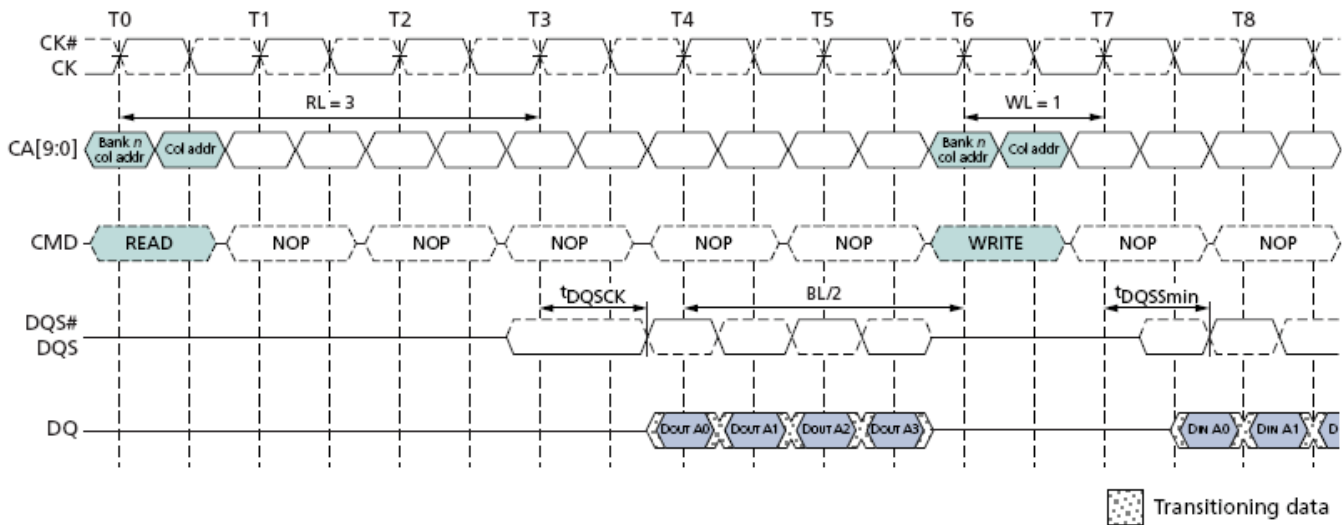 T0 T1 T2 T3 T4 T5 T6 T7 T8
CK#
CK
RL = 3 WL = 1
CA[9:0] Bank n col addr Col addr Bank n col addr Col addr
CMD READ NOP NOP NOP NOP NOP WRITE NOP NOP
tDQSCK BL/2 tDQSSmin
DQS#
DQS
DQ DOUT A0 DOUT A1 DOUT A2 DOUT A3 DIN A0 DIN A1 D
Transitioning data